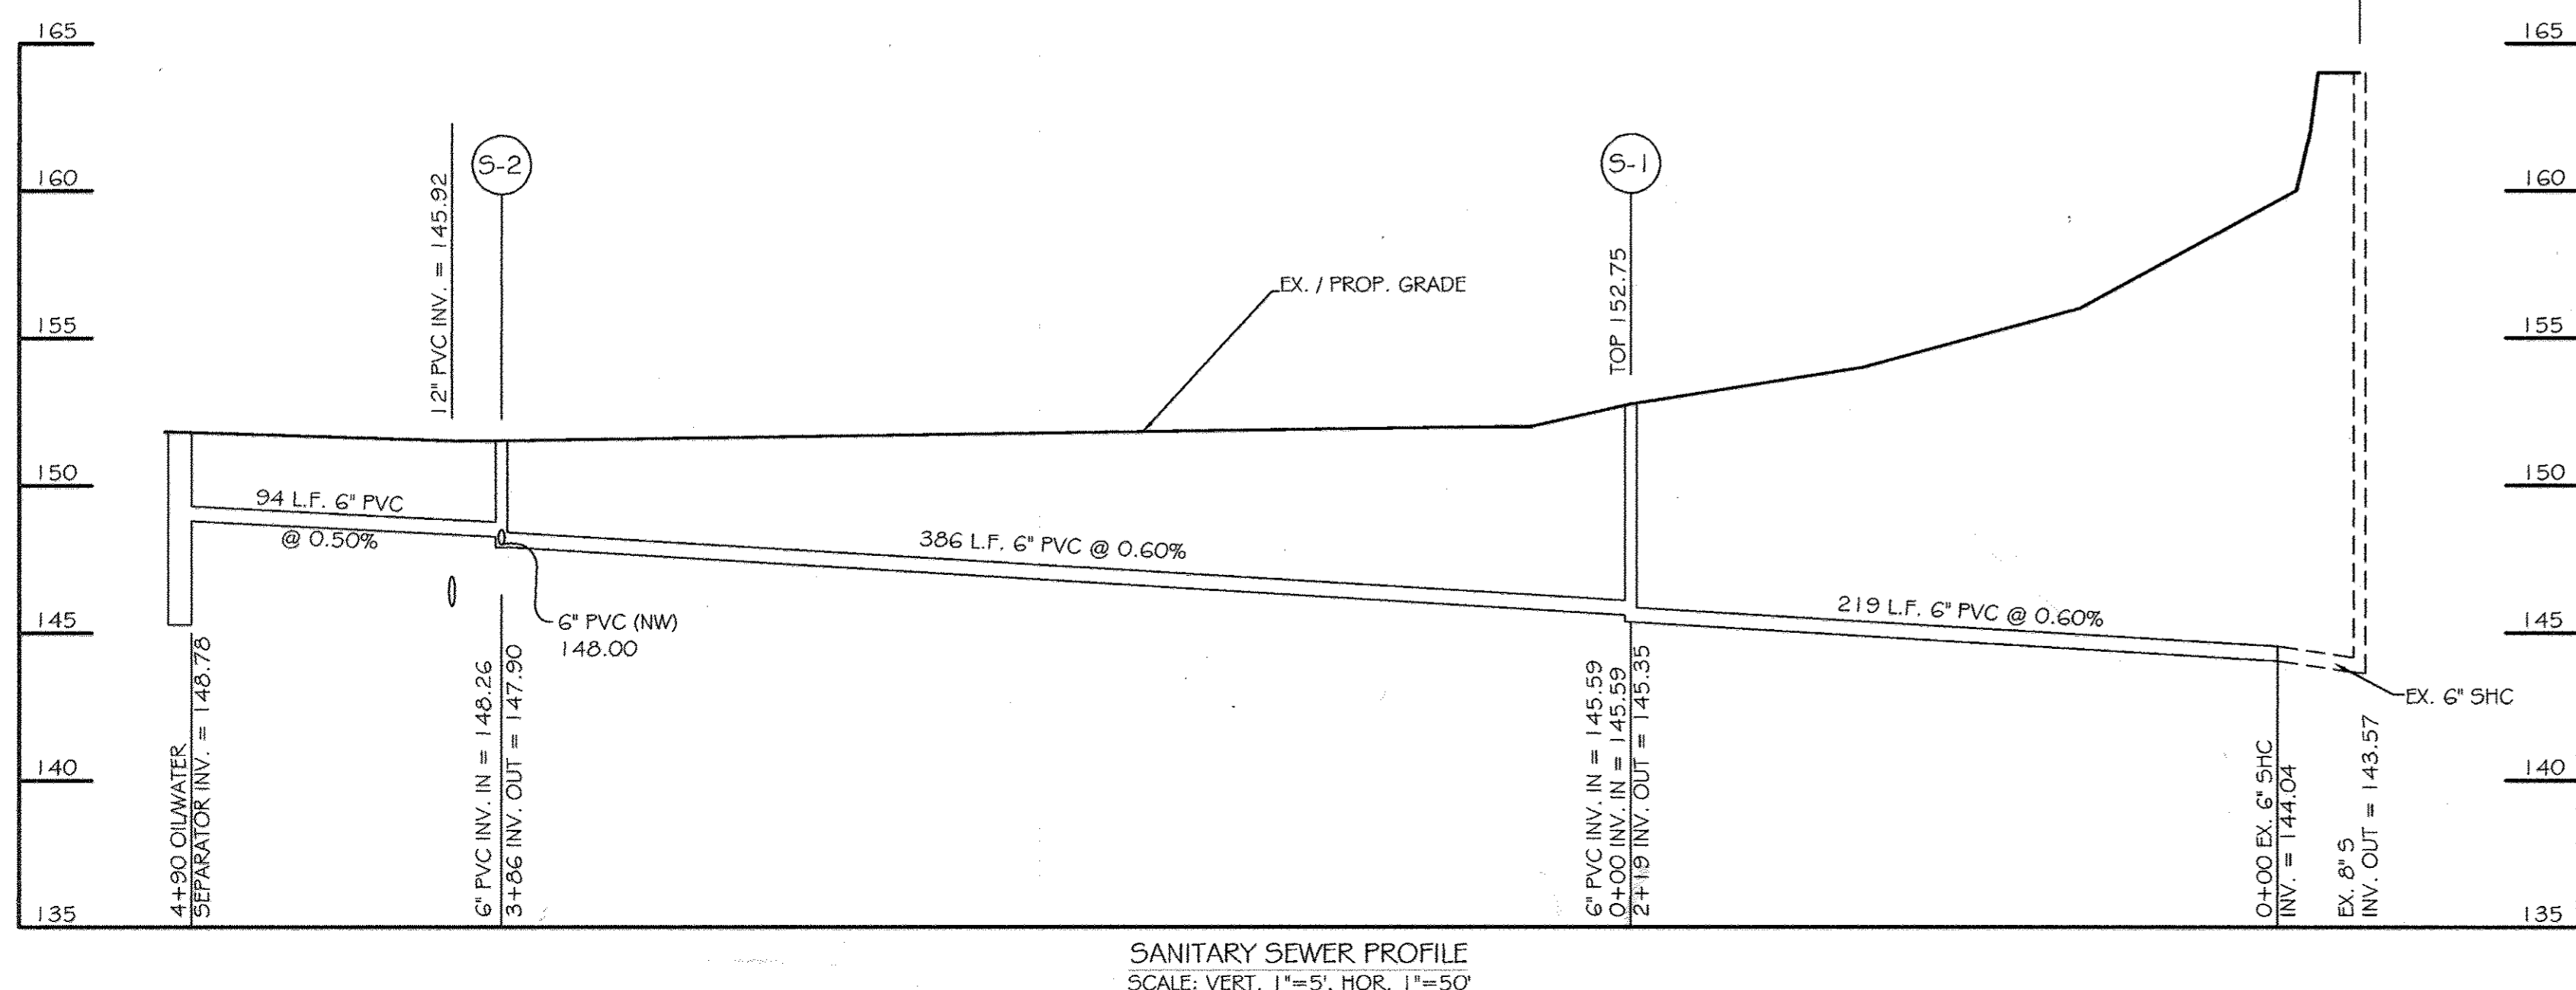 165
165
160
160
155
155
150
150
145
145
140
140
135
135
12" PVC INV. = 145.92
S-2
S-1
TOP 152.75
EX. / PROP. GRADE
94 L.F. 6" PVC
@ 0.50%
386 L.F. 6" PVC @ 0.60%
219 L.F. 6" PVC @ 0.60%
6" PVC (NW)
148.00
EX. 6" SHC
4+90 OIL/WATER
SEPARATOR INV. = 148.78
6" PVC INV. IN = 148.26
3+86 INV. OUT = 147.90
6" PVC INV. IN = 145.59
0+00 INV. IN = 145.59
2+19 INV. OUT = 145.35
0+00 EX. 6" SHC
INV. = 144.04
EX. 8" S
INV. OUT = 143.57
SANITARY SEWER PROFILE
SCALE: VERT. 1"=5', HOR. 1"=50'